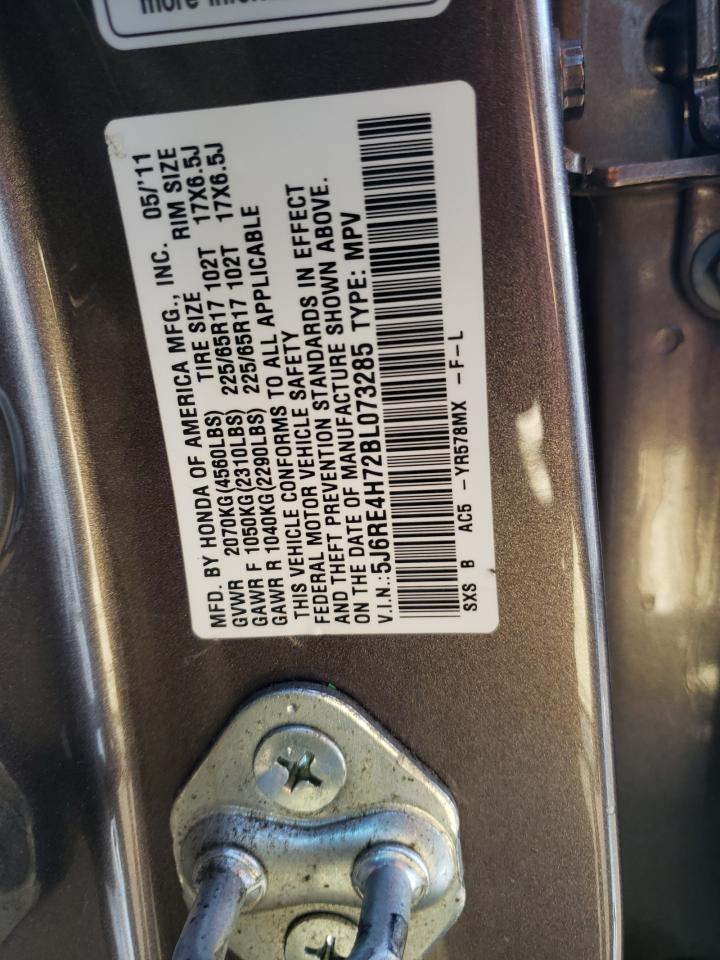 MFD. BY HONDA OF AMERICA MFG., INC. 05/'11
TIRE SIZE RIM SIZE
GVWR 2070KG(4560LBS) 225/65R17 102T 17X6.5J
GAWR F 1050KG(2310LBS) 225/65R17 102T 17X6.5J
GAWR R 1040KG(2290LBS)
THIS VEHICLE CONFORMS TO ALL APPLICABLE
FEDERAL MOTOR VEHICLE SAFETY
AND THEFT PREVENTION STANDARDS IN EFFECT
ON THE DATE OF MANUFACTURE SHOWN ABOVE.
V.I.N.:5J6RE4H72BL073285 TYPE: MPV
SXS B AC5 -YR578MX -F-L